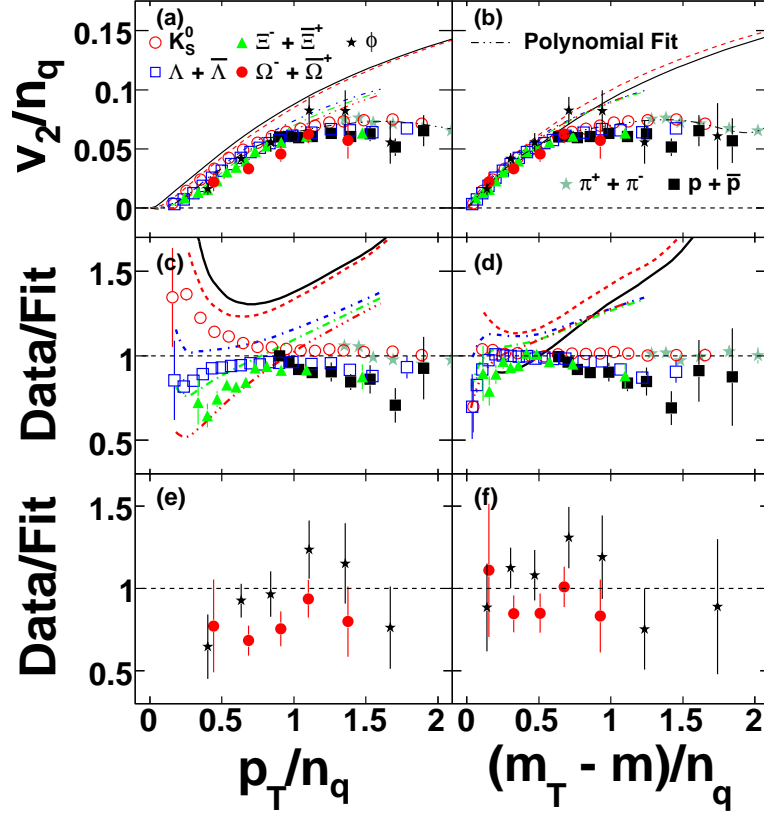 (a)
K⁰_S
Ξ⁻ + Ξ̄⁺
ϕ
Λ + Λ̄
Ω⁻ + Ω̄⁺
(b)
Polynomial Fit
π⁺ + π⁻
p + p̄
v₂/n_q
0.15
0.1
0.05
0
(c)
(d)
Data/Fit
1.5
1
0.5
(e)
(f)
Data/Fit
1.5
1
0.5
0 0.5 1 1.5 2
0 0.5 1 1.5 2
p_T/n_q
(m_T - m)/n_q